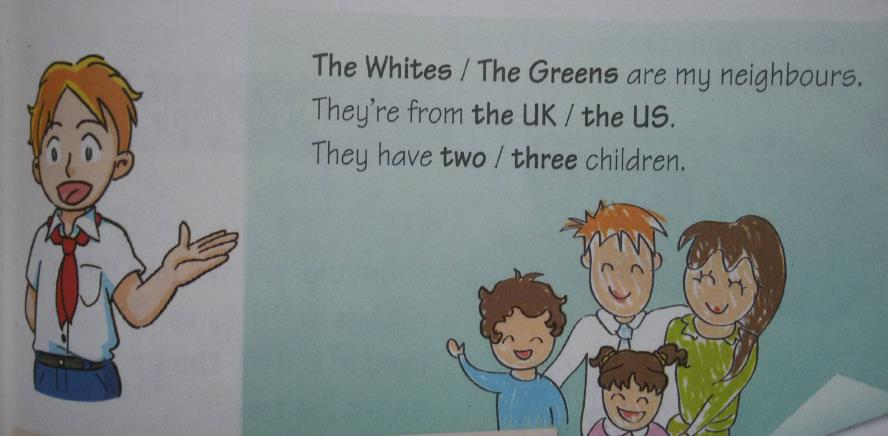 The Whites / The Greens are my neighbours.
They're from the UK / the US.
They have two / three children.